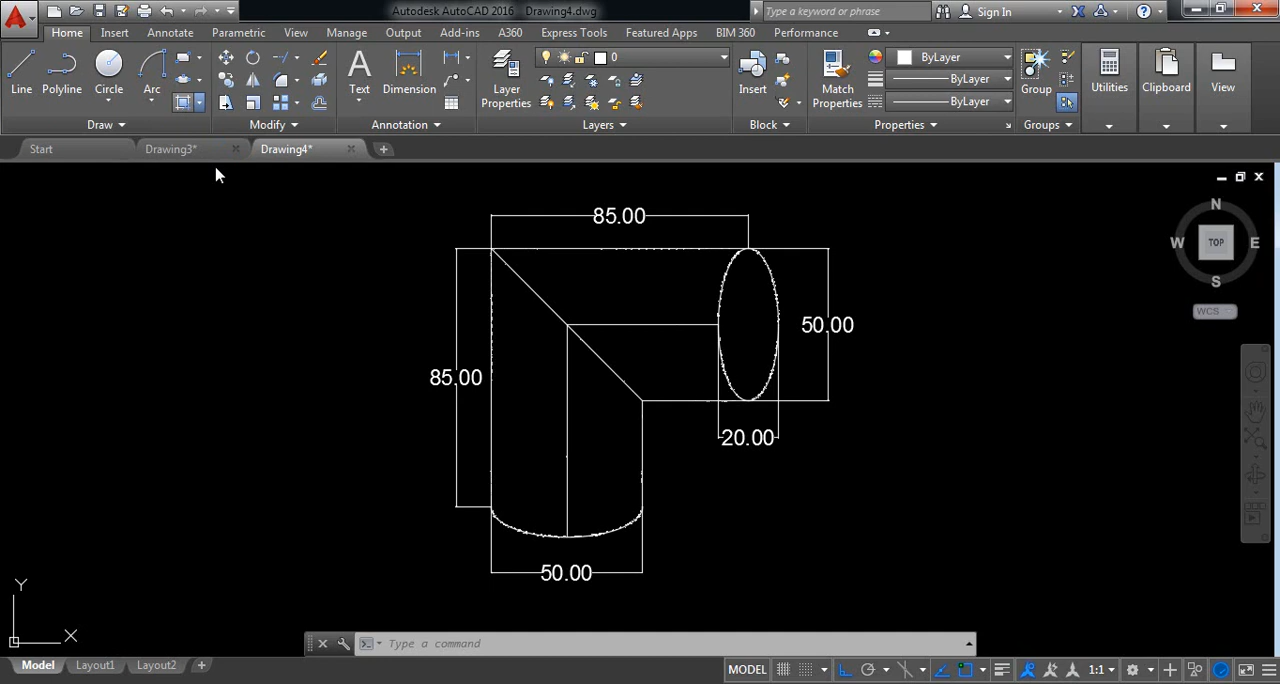 Autodesk AutoCAD 2016 Drawing4.dwg
Type a keyword or phrase
Sign In
Home Insert Annotate Parametric View Manage Output Add-ins A360 Express Tools Featured Apps BIM 360 Performance
Line Polyline Circle Arc
Text Dimension
Layer Properties
0
Insert
Match Properties
ByLayer
ByLayer
ByLayer
Group
Utilities
Clipboard
View
Draw Modify Annotation Layers Block Properties Groups
Start Drawing3* Drawing4*
N
W TOP E
S
WCS
85.00
50.00
85.00
20.00
50.00
Y
X
Type a command
Model Layout1 Layout2
MODEL 1:1